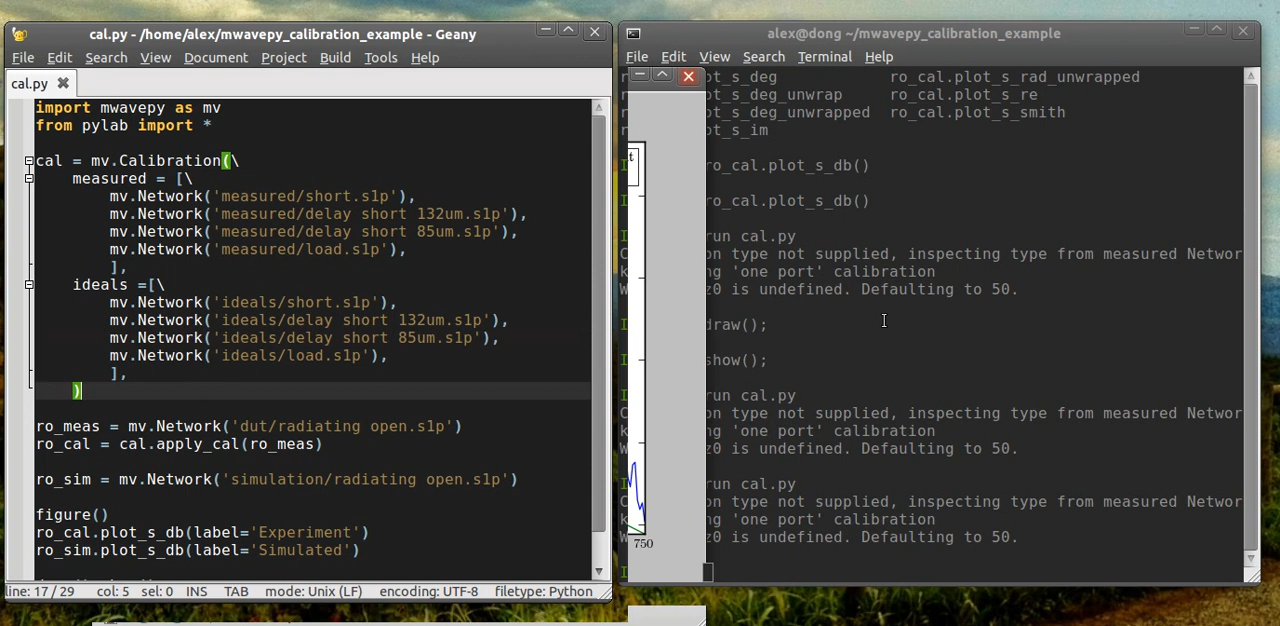 cal.py - /home/alex/mwavepy_calibration_example - Geany
File Edit Search View Document Project Build Tools Help
cal.py
import mwavepy as mv
from pylab import *
cal = mv.Calibration(\
measured = [\
mv.Network('measured/short.s1p'),
mv.Network('measured/delay short 132um.s1p'),
mv.Network('measured/delay short 85um.s1p'),
mv.Network('measured/load.s1p'),
],
ideals =[\
mv.Network('ideals/short.s1p'),
mv.Network('ideals/delay short 132um.s1p'),
mv.Network('ideals/delay short 85um.s1p'),
mv.Network('ideals/load.s1p'),
],
)
ro_meas = mv.Network('dut/radiating open.s1p')
ro_cal = cal.apply_cal(ro_meas)
ro_sim = mv.Network('simulation/radiating open.s1p')
figure()
ro_cal.plot_s_db(label='Experiment')
ro_sim.plot_s_db(label='Simulated')
line: 17 / 29 col: 5 sel: 0 INS TAB mode: Unix (LF) encoding: UTF-8 filetype: Python
alex@dong ~/mwavepy_calibration_example
File Edit View Search Terminal Help
ot_s_deg ro_cal.plot_s_rad_unwrapped
ot_s_deg_unwrap ro_cal.plot_s_re
ot_s_deg_unwrapped ro_cal.plot_s_smith
ot_s_im
ro_cal.plot_s_db()
ro_cal.plot_s_db()
run cal.py
on type not supplied, inspecting type from measured Networ
k ng 'one port' calibration
W z0 is undefined. Defaulting to 50.
draw();
show();
run cal.py
on type not supplied, inspecting type from measured Networ
k ng 'one port' calibration
W z0 is undefined. Defaulting to 50.
run cal.py
on type not supplied, inspecting type from measured Networ
k ng 'one port' calibration
W z0 is undefined. Defaulting to 50.
t
750